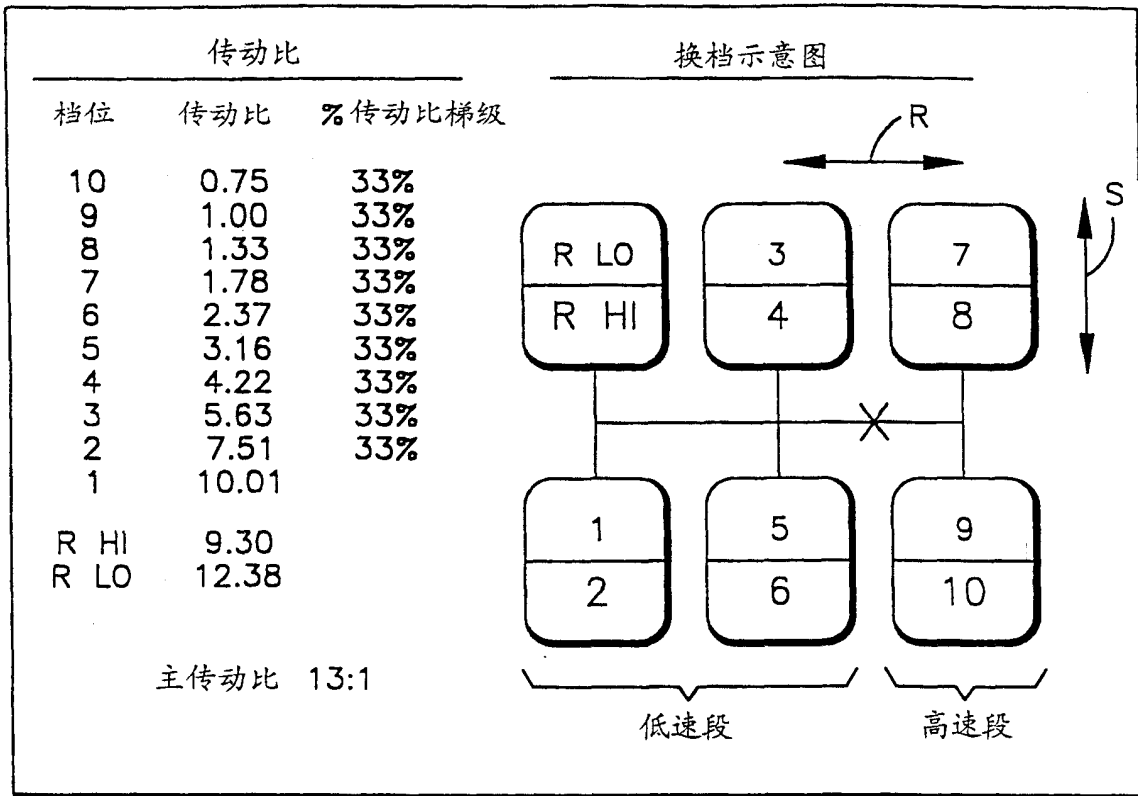 传动比
档位 传动比 %传动比梯级
10 0.75 33%
9 1.00 33%
8 1.33 33%
7 1.78 33%
6 2.37 33%
5 3.16 33%
4 4.22 33%
3 5.63 33%
2 7.51 33%
1 10.01
R HI 9.30
R LO 12.38
主传动比 13:1
换档示意图
R
S
R LO 3 7
R HI 4 8
1 5 9
2 6 10
低速段 高速段